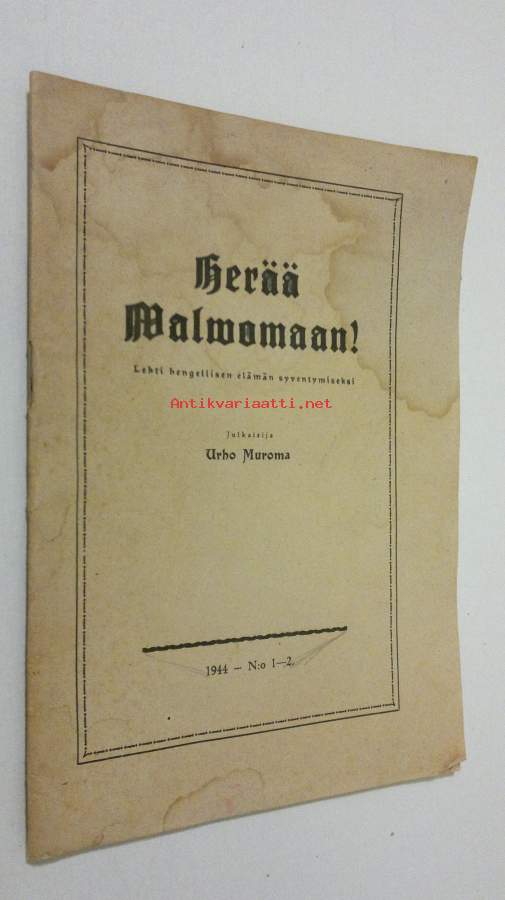 Herää
Walwomaan!
Lehti hengellisen elämän syventymiseksi
Antikvariaatti.net
Julkaisija
Urho Muroma
1944 — N:o 1—2